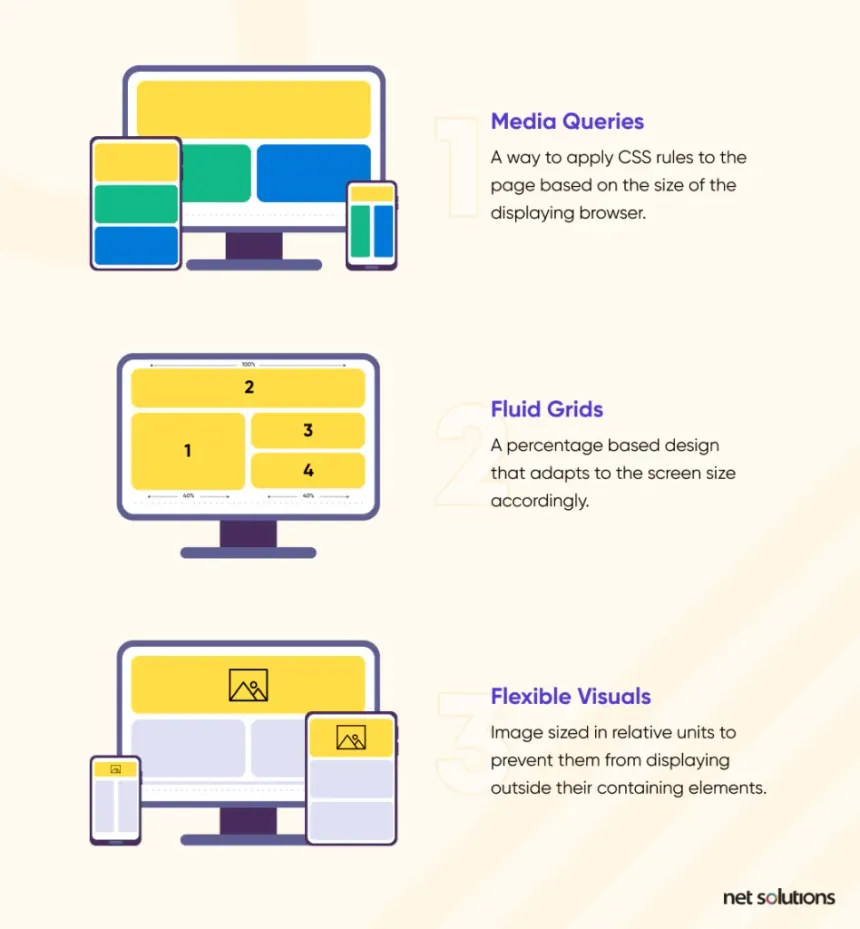 1
Media Queries
A way to apply CSS rules to the
page based on the size of the
displaying browser.
100%
2
1
3
4
40%
40%
2
Fluid Grids
A percentage based design
that adapts to the screen size
accordingly.
3
Flexible Visuals
Image sized in relative units to
prevent them from displaying
outside their containing elements.
net solutions